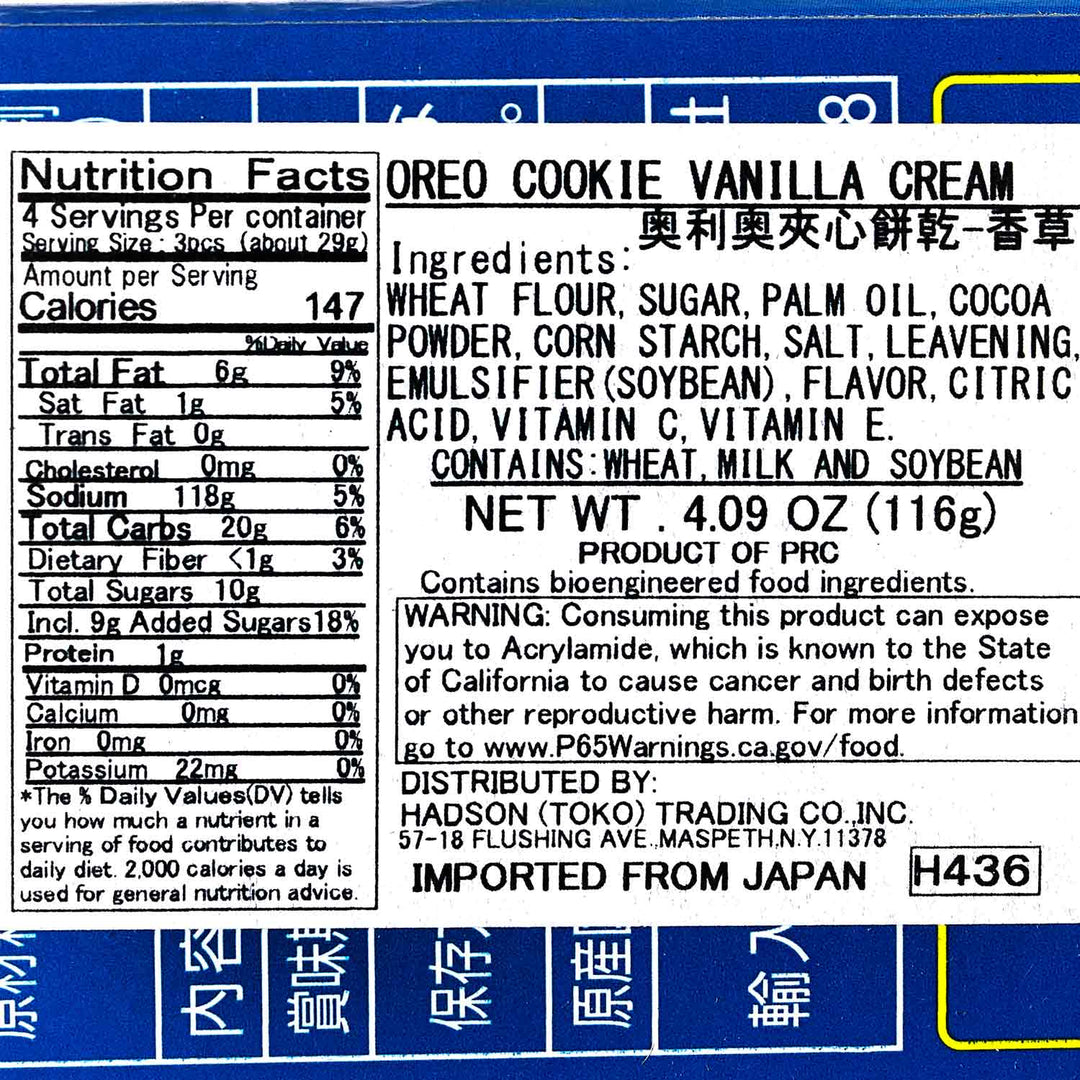 Nutrition Facts
4 Servings Per container
Serving Size : 3pcs (about 29g)
Amount per Serving
Calories 147
%Daily Value
Total Fat 6g 9%
Sat Fat 1g 5%
Trans Fat 0g
Cholesterol 0mg 0%
Sodium 118g 5%
Total Carbs 20g 6%
Dietary Fiber <1g 3%
Total Sugars 10g
Incl. 9g Added Sugars 18%
Protein 1g
Vitamin D 0mcg 0%
Calcium 0mg 0%
Iron 0mg 0%
Potassium 22mg 0%
*The % Daily Values(DV) tells
you how much a nutrient in a
serving of food contributes to
daily diet. 2,000 calories a day is
used for general nutrition advice.
OREO COOKIE VANILLA CREAM
奧利奧夾心餅乾-香草
Ingredients:
WHEAT FLOUR, SUGAR, PALM OIL, COCOA
POWDER, CORN STARCH, SALT, LEAVENING,
EMULSIFIER(SOYBEAN), FLAVOR, CITRIC
ACID, VITAMIN C, VITAMIN E.
CONTAINS:WHEAT, MILK AND SOYBEAN
NET WT . 4.09 OZ (116g)
PRODUCT OF PRC
Contains bioengineered food ingredients.
WARNING: Consuming this product can expose
you to Acrylamide, which is known to the State
of California to cause cancer and birth defects
or other reproductive harm. For more information
go to www.P65Warnings.ca.gov/food.
DISTRIBUTED BY:
HADSON (TOKO) TRADING CO.,INC.
57-18 FLUSHING AVE.,MASPETH,N.Y.11378
IMPORTED FROM JAPAN H436
原材
内容
賞味
保存
原産
輸入